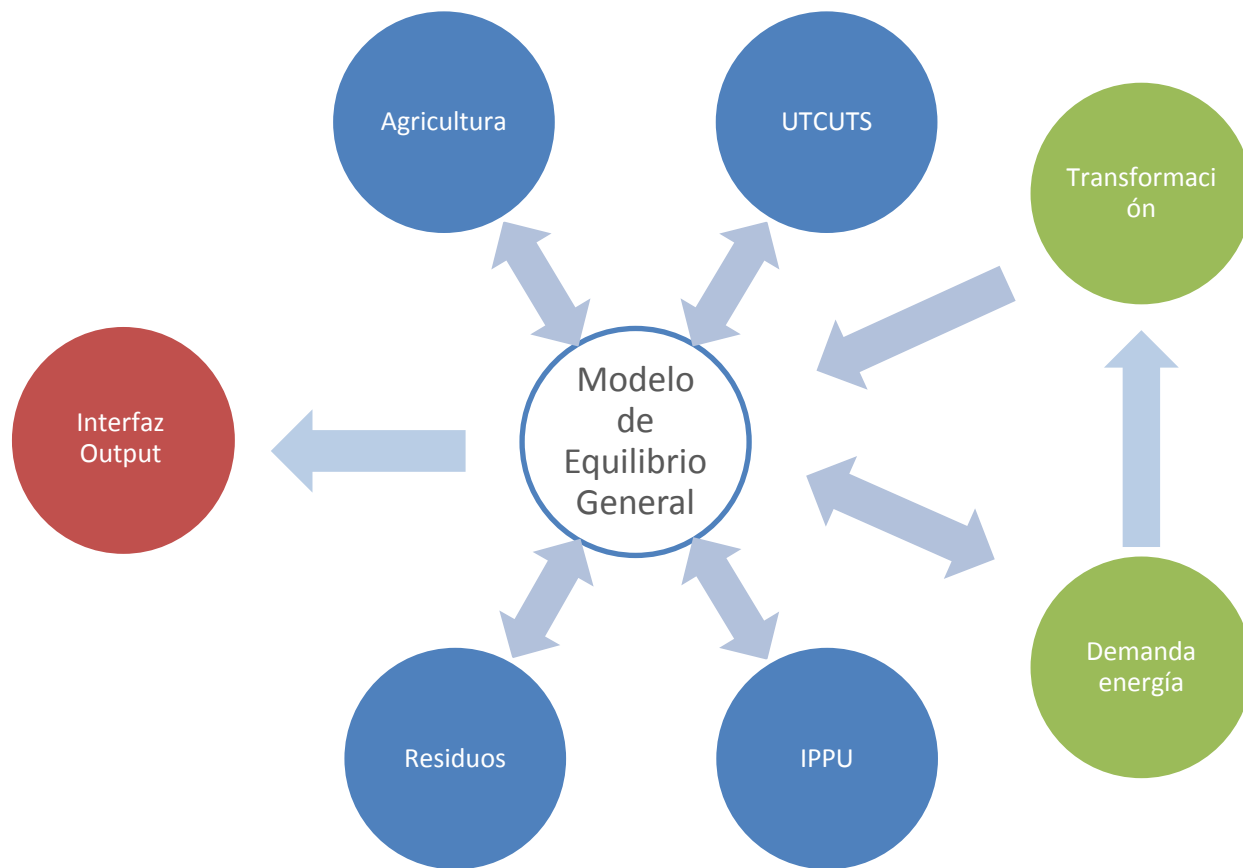 Agricultura
UTCUTS
Transformaci
ón
Modelo
de
Equilibrio
General
Interfaz
Output
Demanda
energía
Residuos
IPPU